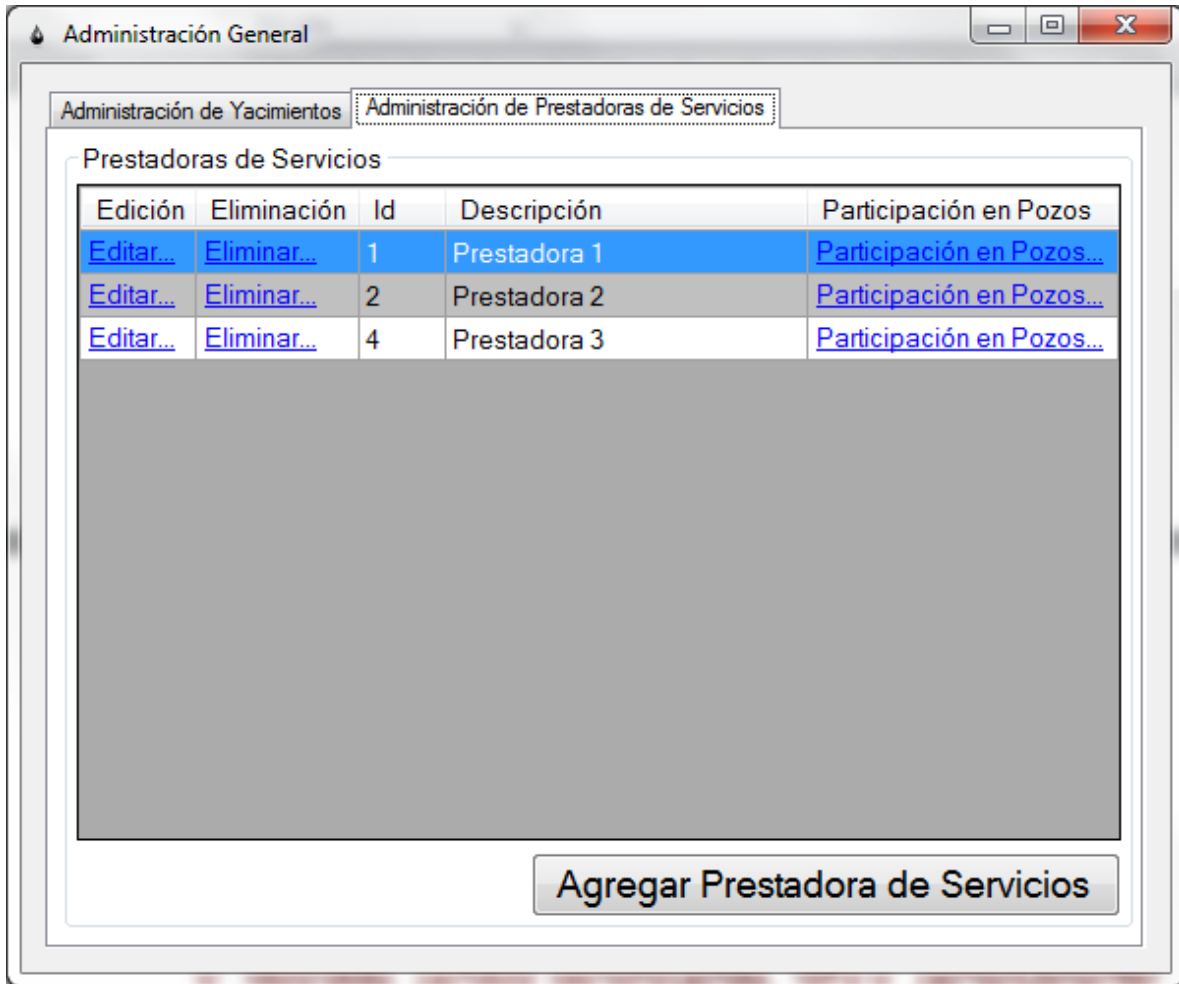 Administración General
Administración de Yacimientos Administración de Prestadoras de Servicios
Prestadoras de Servicios
Edición Eliminación Id Descripción Participación en Pozos
Editar... Eliminar... 1 Prestadora 1 Participación en Pozos...
Editar... Eliminar... 2 Prestadora 2 Participación en Pozos...
Editar... Eliminar... 4 Prestadora 3 Participación en Pozos...
Agregar Prestadora de Servicios